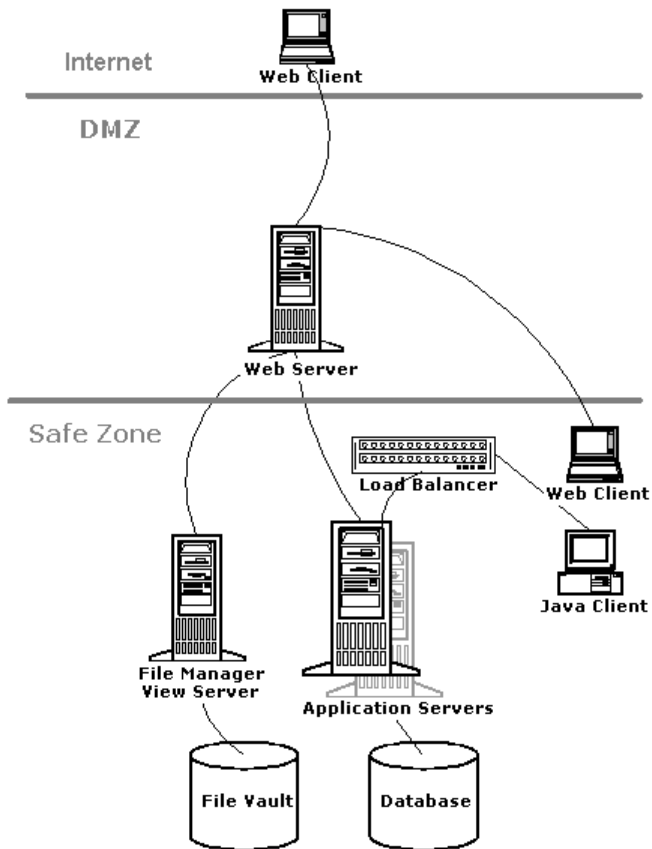 Internet
Web Client
DMZ
Web Server
Safe Zone
Load Balancer
Web Client
Java Client
File Manager
View Server
Application Servers
File Vault
Database